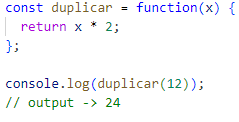 const duplicar = function(x) {
  return x * 2;
};

console.log(duplicar(12));
// output -> 24